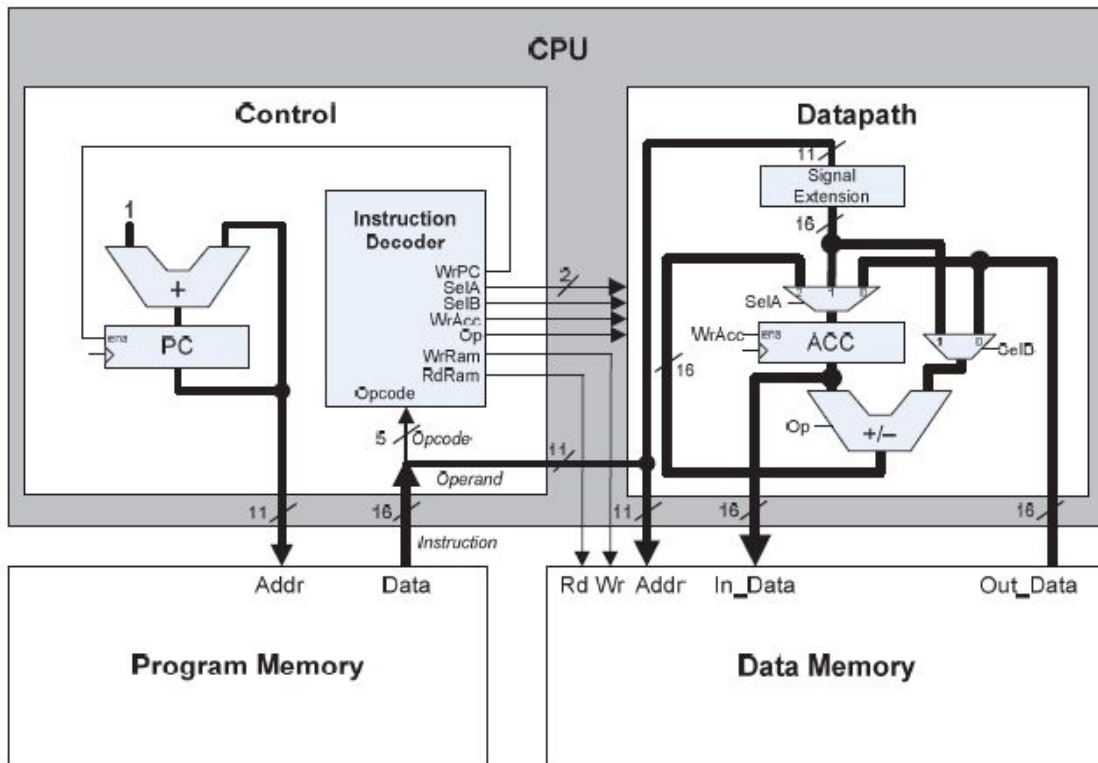 CPU
Control
Datapath
11
Signal
Extension
16
1
+
ena
PC
Instruction
Decoder
WrPC
SelA
SelB
WrAcc
Op
WrRam
RdRam
Opcode
2
5
Opcode
11
Operand
2 1 0
SelA
WrAcc
ena
ACC
1 0
SelB
16
Op
+/−
11
16
Instruction
11
16
16
Addr
Data
Rd Wr Addr
In_Data
Out_Data
Program Memory
Data Memory